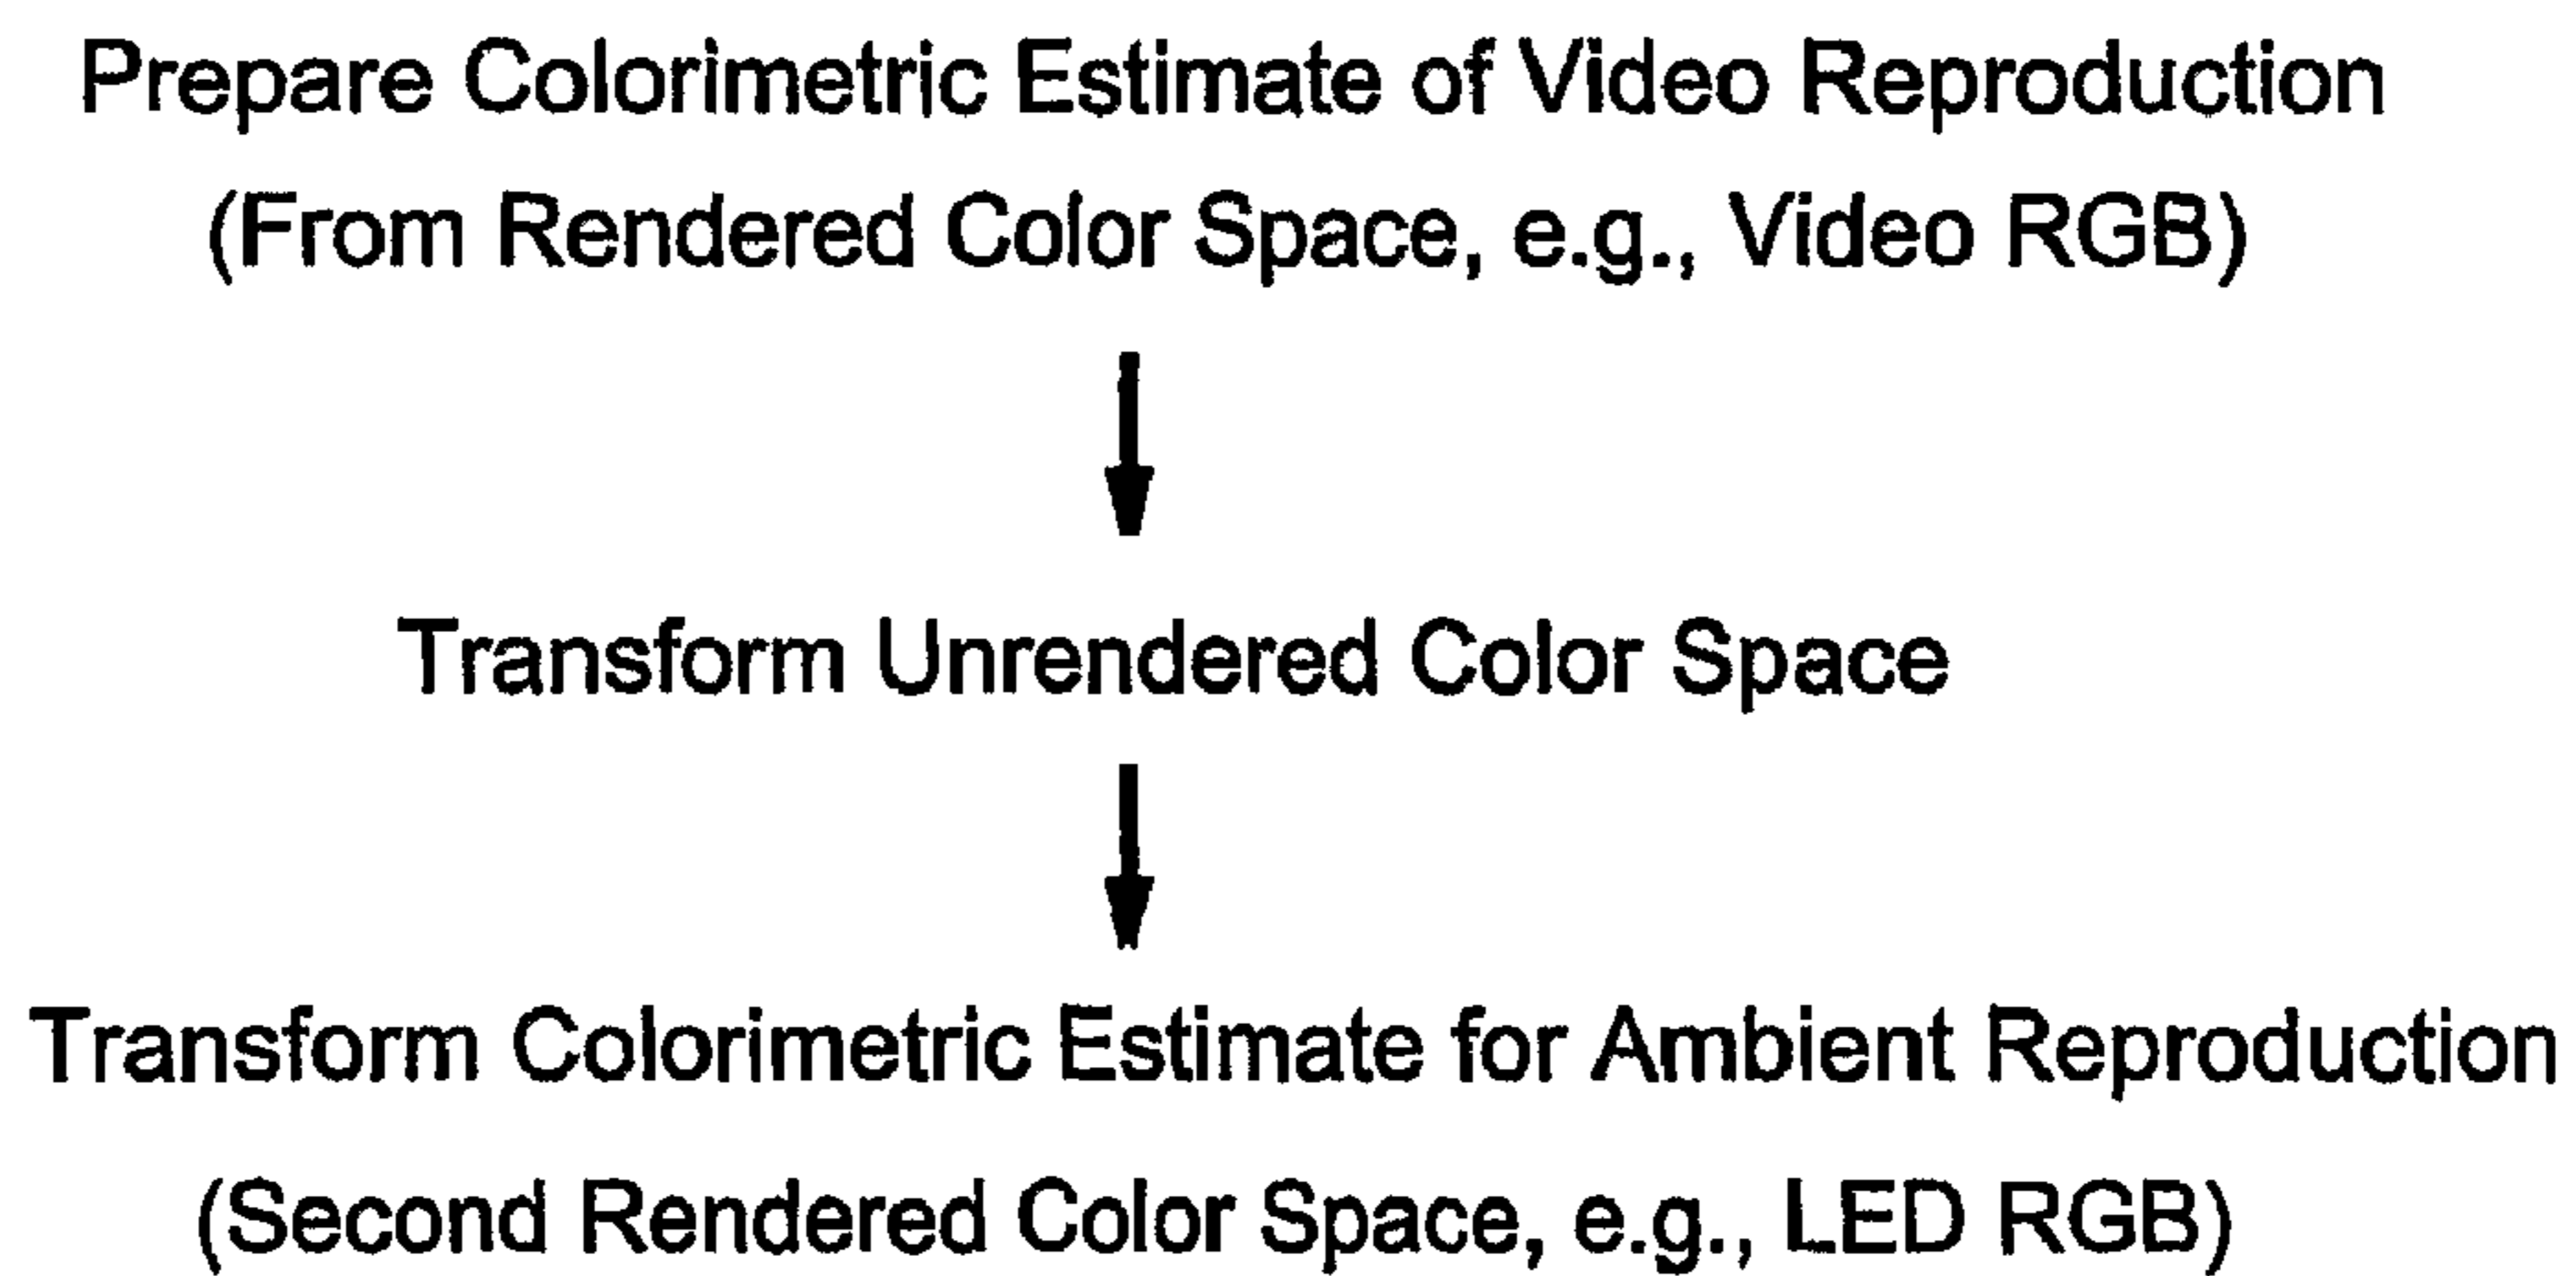 Prepare Colorimetric Estimate of Video Reproduction
(From Rendered Color Space, e.g., Video RGB)
Transform Unrendered Color Space
Transform Colorimetric Estimate for Ambient Reproduction
(Second Rendered Color Space, e.g., LED RGB)